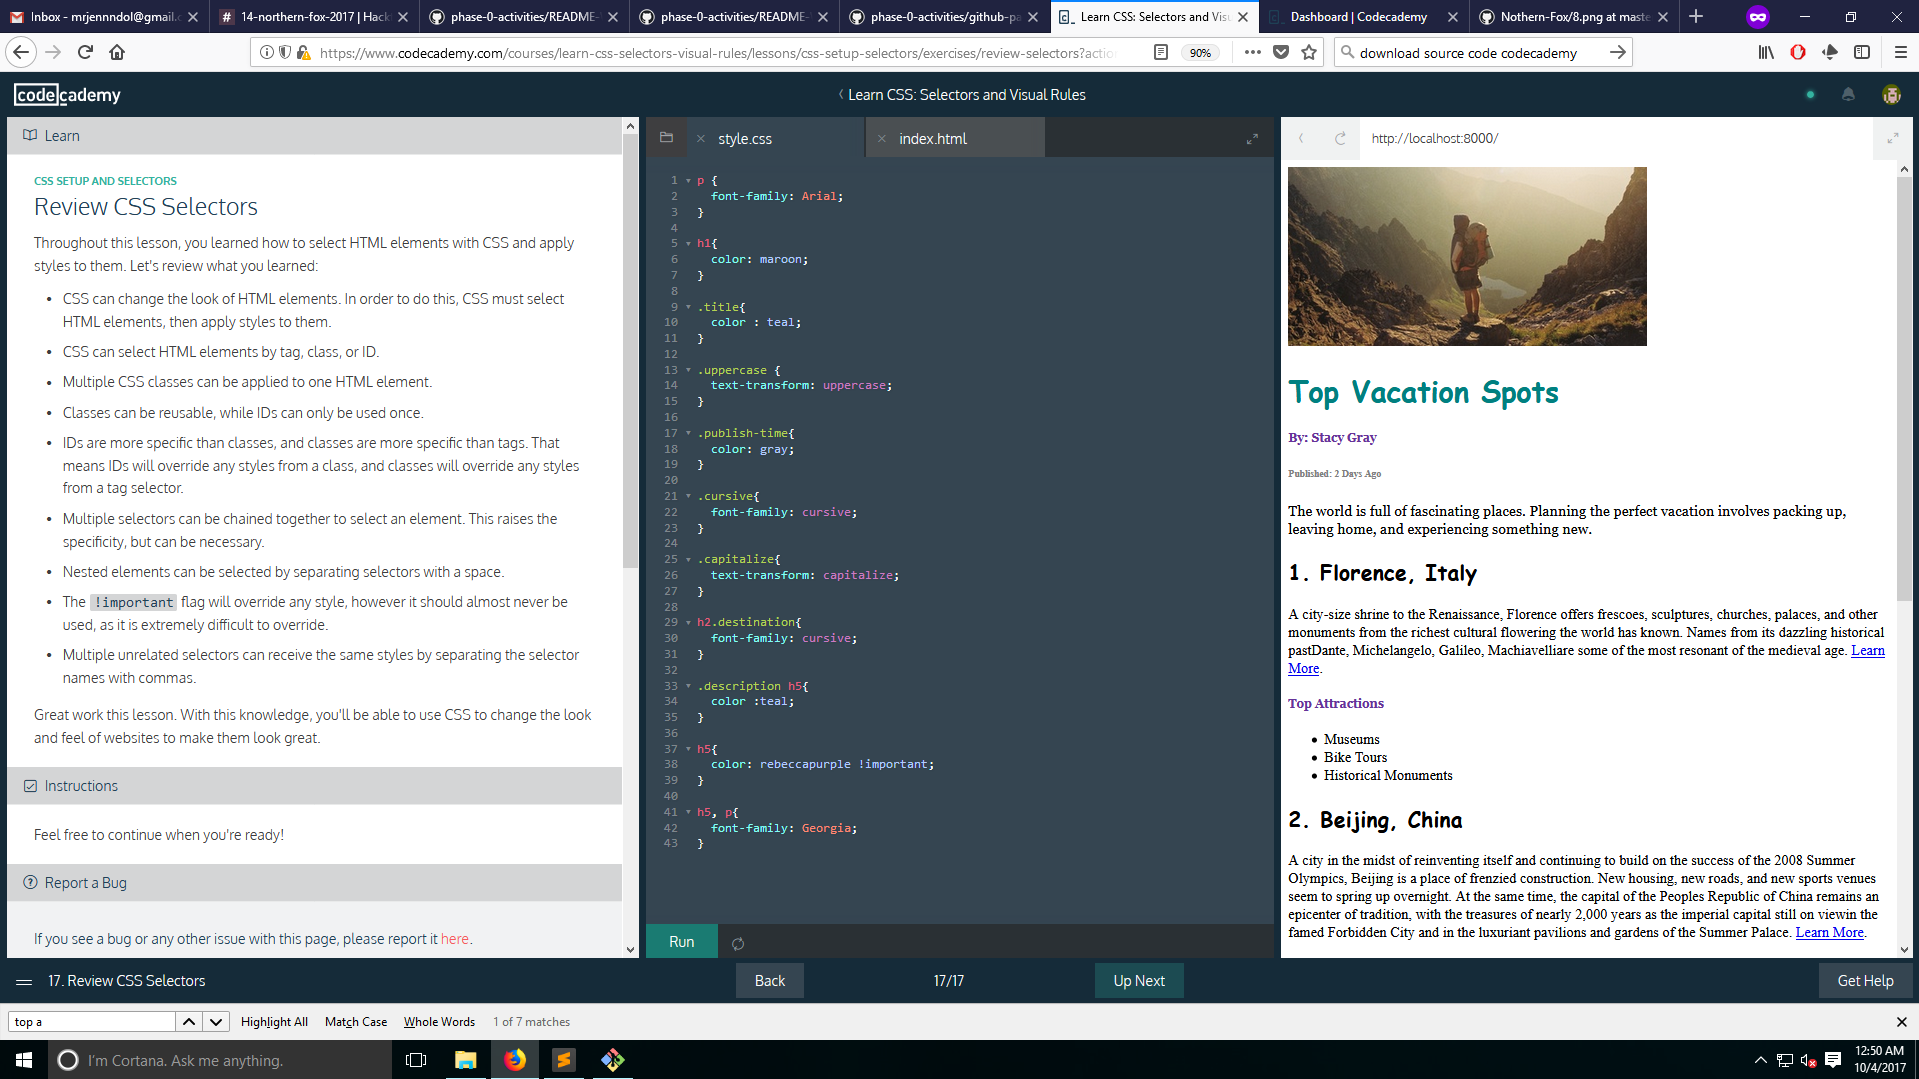 Inbox - mrjennndol@gmail.c
14-northern-fox-2017 | Hack
phase-0-activities/README-
phase-0-activities/README-
phase-0-activities/github-pa
Learn CSS: Selectors and Visu
Dashboard | Codecademy
Nothern-Fox/8.png at maste
https://www.codecademy.com/courses/learn-css-selectors-visual-rules/lessons/css-setup-selectors/exercises/review-selectors?actio
90%
download source code codecademy
codecademy
Learn CSS: Selectors and Visual Rules
Learn
CSS SETUP AND SELECTORS
Review CSS Selectors
Throughout this lesson, you learned how to select HTML elements with CSS and apply
styles to them. Let's review what you learned:
• CSS can change the look of HTML elements. In order to do this, CSS must select
HTML elements, then apply styles to them.
• CSS can select HTML elements by tag, class, or ID.
• Multiple CSS classes can be applied to one HTML element.
• Classes can be reusable, while IDs can only be used once.
• IDs are more specific than classes, and classes are more specific than tags. That
means IDs will override any styles from a class, and classes will override any styles
from a tag selector.
• Multiple selectors can be chained together to select an element. This raises the
specificity, but can be necessary.
• Nested elements can be selected by separating selectors with a space.
• The !important flag will override any style, however it should almost never be
used, as it is extremely difficult to override.
• Multiple unrelated selectors can receive the same styles by separating the selector
names with commas.
Great work this lesson. With this knowledge, you'll be able to use CSS to change the look
and feel of websites to make them look great.
Instructions
Feel free to continue when you're ready!
Report a Bug
If you see a bug or any other issue with this page, please report it here.
style.css
index.html
1 p {
2 font-family: Arial;
3 }
4
5 h1{
6 color: maroon;
7 }
8
9 .title{
10 color : teal;
11 }
12
13 .uppercase {
14 text-transform: uppercase;
15 }
16
17 .publish-time{
18 color: gray;
19 }
20
21 .cursive{
22 font-family: cursive;
23 }
24
25 .capitalize{
26 text-transform: capitalize;
27 }
28
29 h2.destination{
30 font-family: cursive;
31 }
32
33 .description h5{
34 color :teal;
35 }
36
37 h5{
38 color: rebeccapurple !important;
39 }
40
41 h5, p{
42 font-family: Georgia;
43 }
Run
http://localhost:8000/
Top Vacation Spots
By: Stacy Gray
Published: 2 Days Ago
The world is full of fascinating places. Planning the perfect vacation involves packing up,
leaving home, and experiencing something new.
1. Florence, Italy
A city-size shrine to the Renaissance, Florence offers frescoes, sculptures, churches, palaces, and other
monuments from the richest cultural flowering the world has known. Names from its dazzling historical
pastDante, Michelangelo, Galileo, Machiavelliare some of the most resonant of the medieval age. Learn
More.
Top Attractions
• Museums
• Bike Tours
• Historical Monuments
2. Beijing, China
A city in the midst of reinventing itself and continuing to build on the success of the 2008 Summer
Olympics, Beijing is a place of frenzied construction. New housing, new roads, and new sports venues
seem to spring up overnight. At the same time, the capital of the Peoples Republic of China remains an
epicenter of tradition, with the treasures of nearly 2,000 years as the imperial capital still on viewin the
famed Forbidden City and in the luxuriant pavilions and gardens of the Summer Palace. Learn More.
17. Review CSS Selectors
Back
17/17
Up Next
Get Help
top a
Highlight All
Match Case
Whole Words
1 of 7 matches
I'm Cortana. Ask me anything.
12:50 AM
10/4/2017